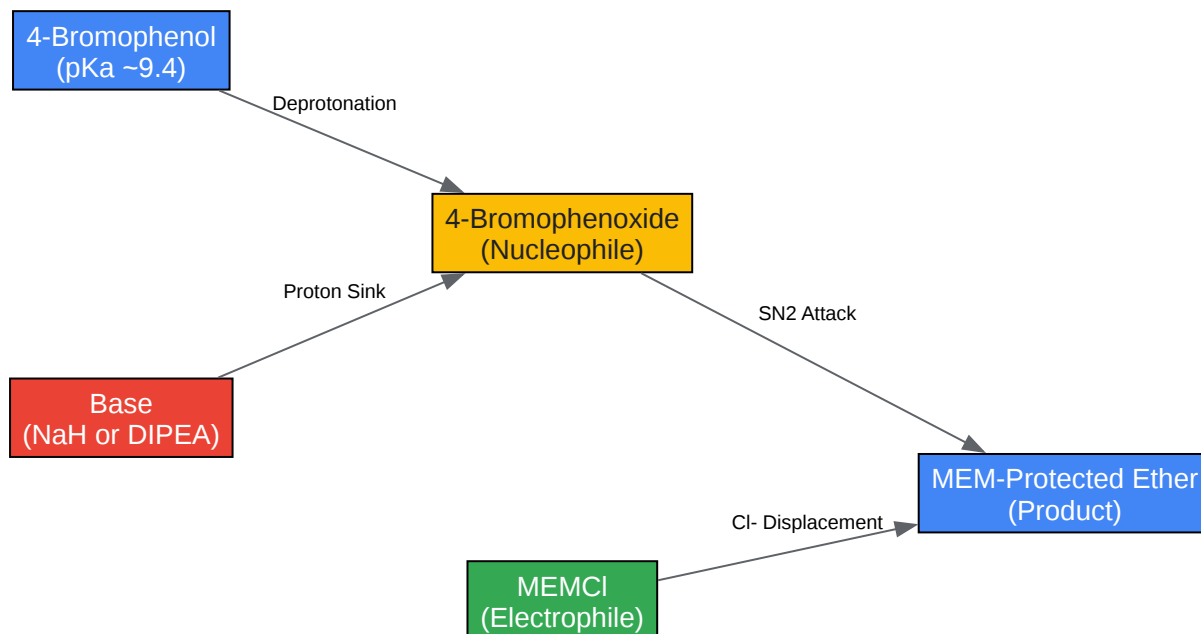 4-Bromophenol
(pKa ~9.4)
Deprotonation
4-Bromophenoxide
(Nucleophile)
Proton Sink
SN2 Attack
Base
(NaH or DIPEA)
MEM-Protected Ether
(Product)
Cl- Displacement
MEMCl
(Electrophile)